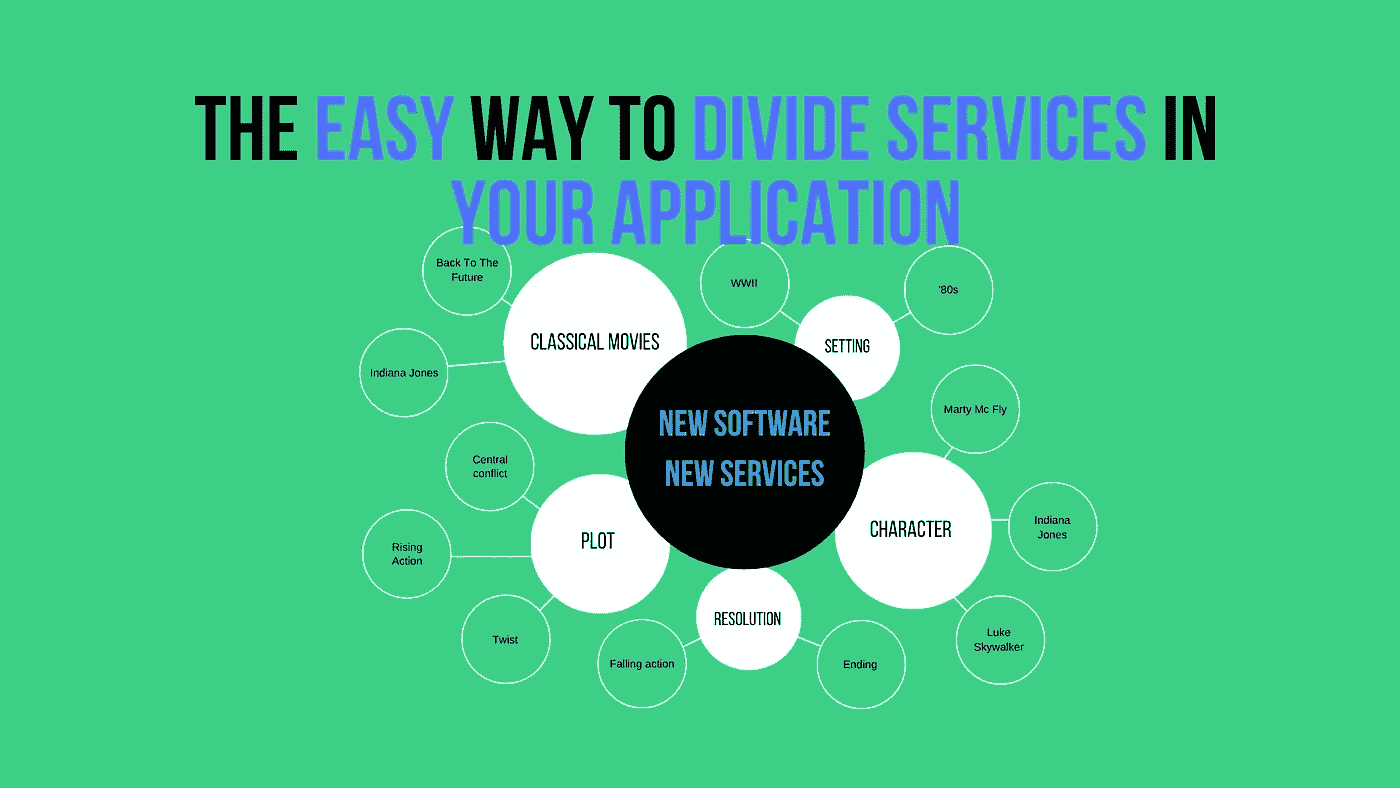 THE EASY WAY TO DIVIDE SERVICES IN
YOUR APPLICATION
Back To The
Future
CLASSICAL MOVIES
Indiana Jones
WWII
SETTING
'80s
NEW SOFTWARE
NEW SERVICES
Marty Mc Fly
CHARACTER
Indiana
Jones
Luke
Skywalker
Central
conflict
PLOT
Rising
Action
Twist
RESOLUTION
Falling action
Ending